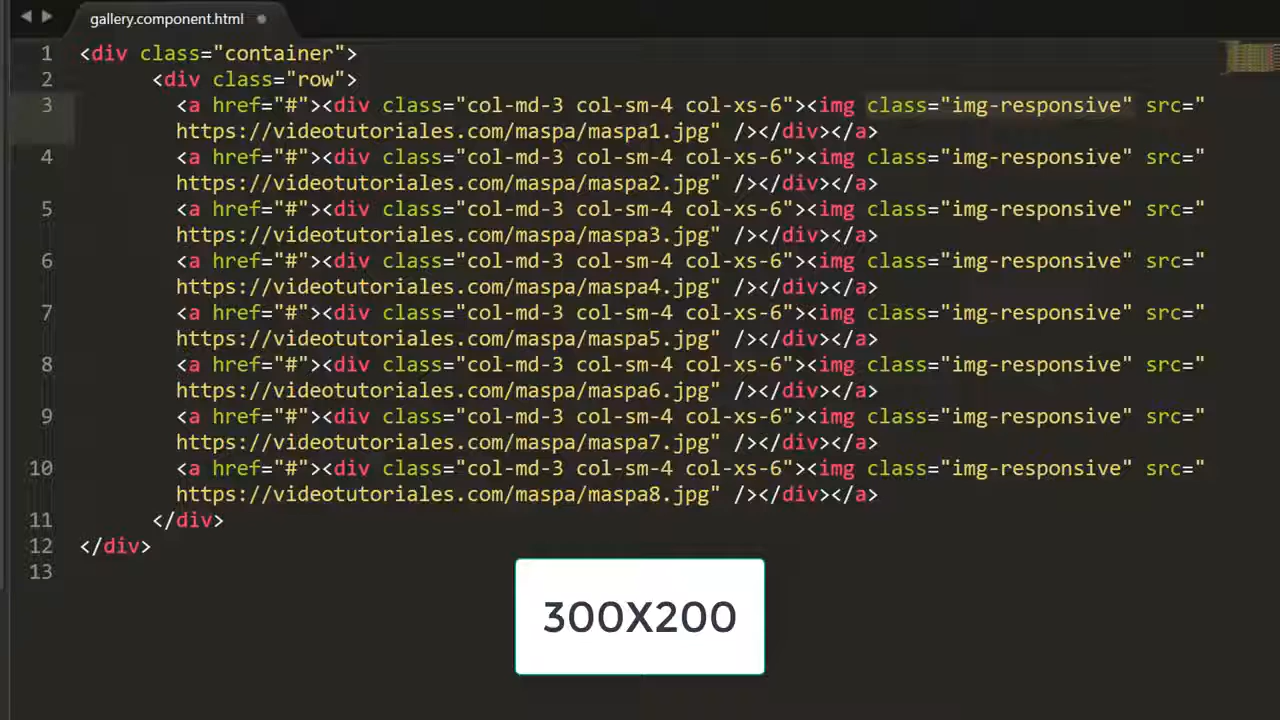 gallery.component.html
1 <div class="container">
2 <div class="row">
3 <a href="#"><div class="col-md-3 col-sm-4 col-xs-6"><img class="img-responsive" src="
https://videotutoriales.com/maspa/maspa1.jpg" /></div></a>
4 <a href="#"><div class="col-md-3 col-sm-4 col-xs-6"><img class="img-responsive" src="
https://videotutoriales.com/maspa/maspa2.jpg" /></div></a>
5 <a href="#"><div class="col-md-3 col-sm-4 col-xs-6"><img class="img-responsive" src="
https://videotutoriales.com/maspa/maspa3.jpg" /></div></a>
6 <a href="#"><div class="col-md-3 col-sm-4 col-xs-6"><img class="img-responsive" src="
https://videotutoriales.com/maspa/maspa4.jpg" /></div></a>
7 <a href="#"><div class="col-md-3 col-sm-4 col-xs-6"><img class="img-responsive" src="
https://videotutoriales.com/maspa/maspa5.jpg" /></div></a>
8 <a href="#"><div class="col-md-3 col-sm-4 col-xs-6"><img class="img-responsive" src="
https://videotutoriales.com/maspa/maspa6.jpg" /></div></a>
9 <a href="#"><div class="col-md-3 col-sm-4 col-xs-6"><img class="img-responsive" src="
https://videotutoriales.com/maspa/maspa7.jpg" /></div></a>
10 <a href="#"><div class="col-md-3 col-sm-4 col-xs-6"><img class="img-responsive" src="
https://videotutoriales.com/maspa/maspa8.jpg" /></div></a>
11 </div>
12 </div>
13
300X200